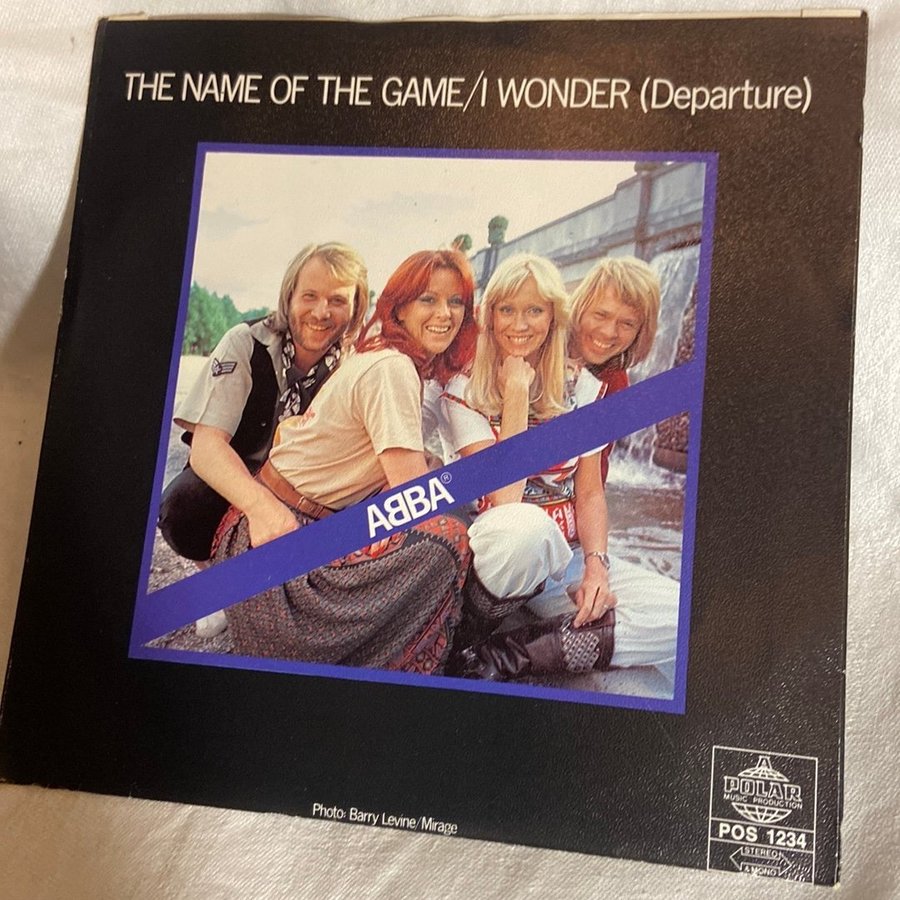 THE NAME OF THE GAME/I WONDER (Departure)
ABBA®
Photo: Barry Levine/Mirage
A
POLAR
MUSIC PRODUCTION
POS 1234
STEREO
& MONO